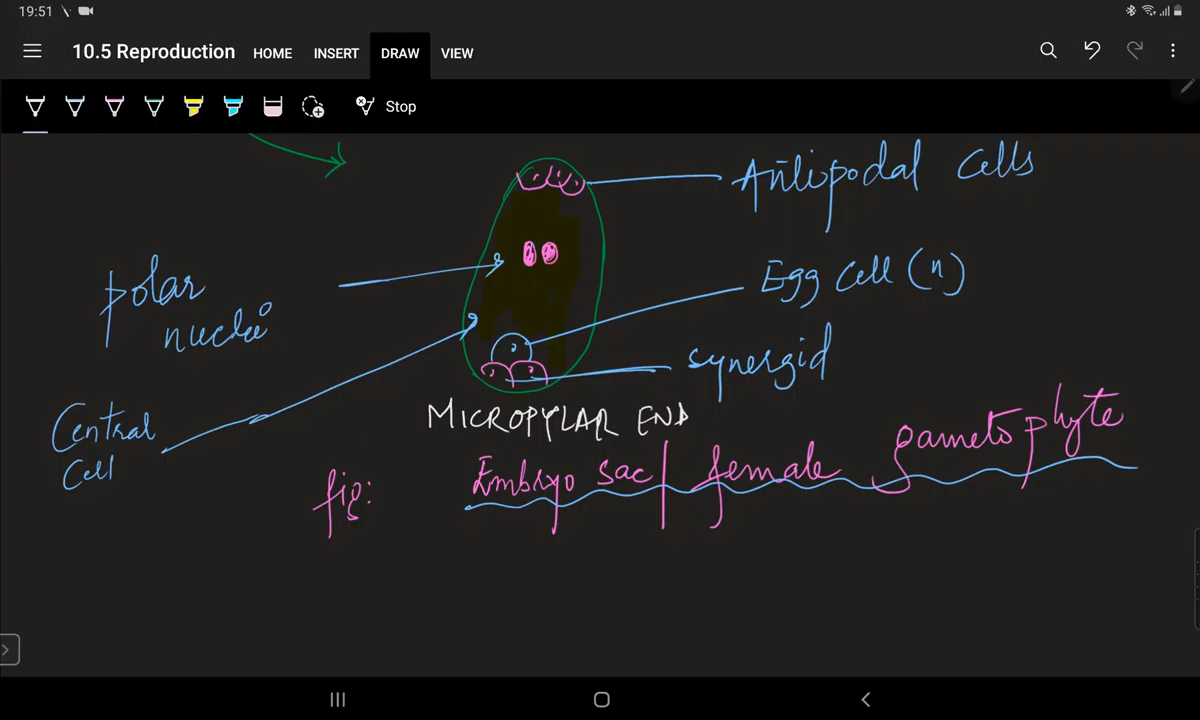 19:51
10.5 Reproduction HOME INSERT DRAW VIEW
Stop
Antipodal Cells
polar
nuclei
Egg Cell (n)
synergid
Central
Cell
MICROPYLAR END
fig: Embryo sac / female gametophyte